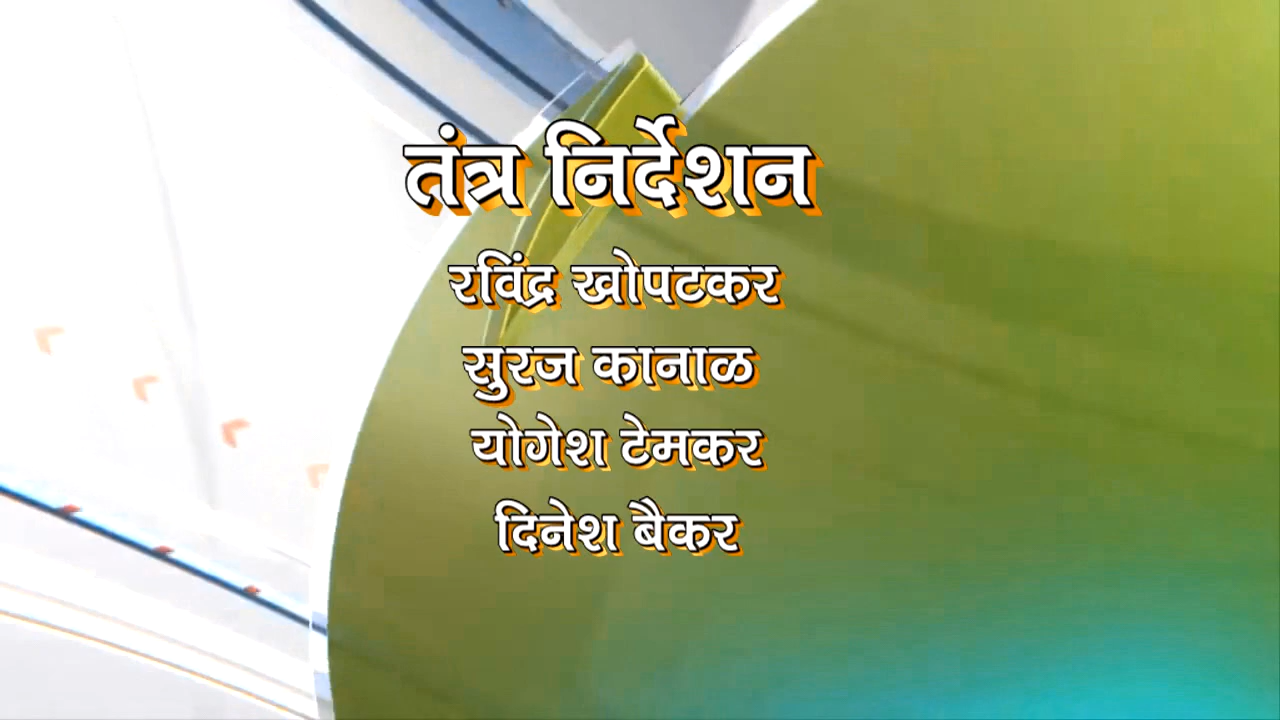 तंत्र निर्देशन
रविंद्र खोपटकर
सुरज कानाळ
योगेश टेमकर
दिनेश बैकर